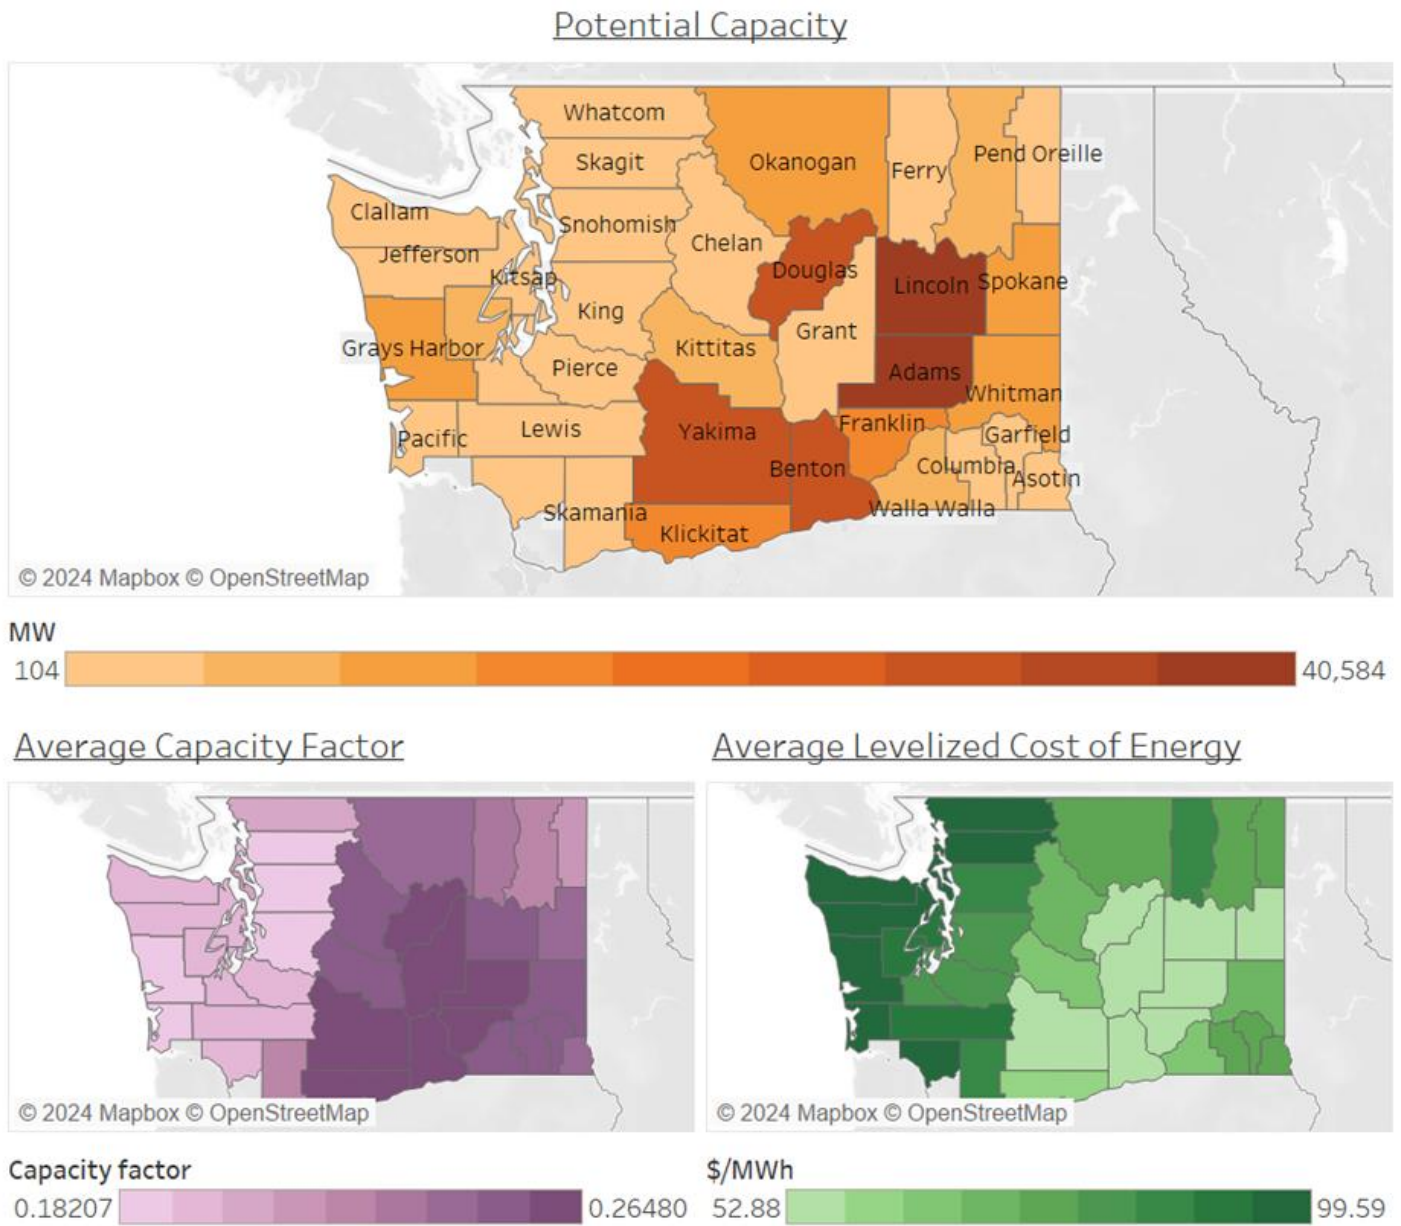 Potential Capacity
Whatcom
Skagit
Okanogan
Ferry
Pend Oreille
Clallam
Snohomish
Chelan
Jefferson
Kitsap
Douglas
Lincoln
Spokane
King
Grant
Grays Harbor
Kittitas
Pierce
Adams
Whitman
Pacific
Lewis
Yakima
Franklin
Garfield
Benton
Columbia
Asotin
Skamania
Walla Walla
Klickitat
© 2024 Mapbox © OpenStreetMap
MW
104 40,584
Average Capacity Factor
Average Levelized Cost of Energy
© 2024 Mapbox © OpenStreetMap
© 2024 Mapbox © OpenStreetMap
Capacity factor
0.18207 0.26480
$/MWh
52.88 99.59